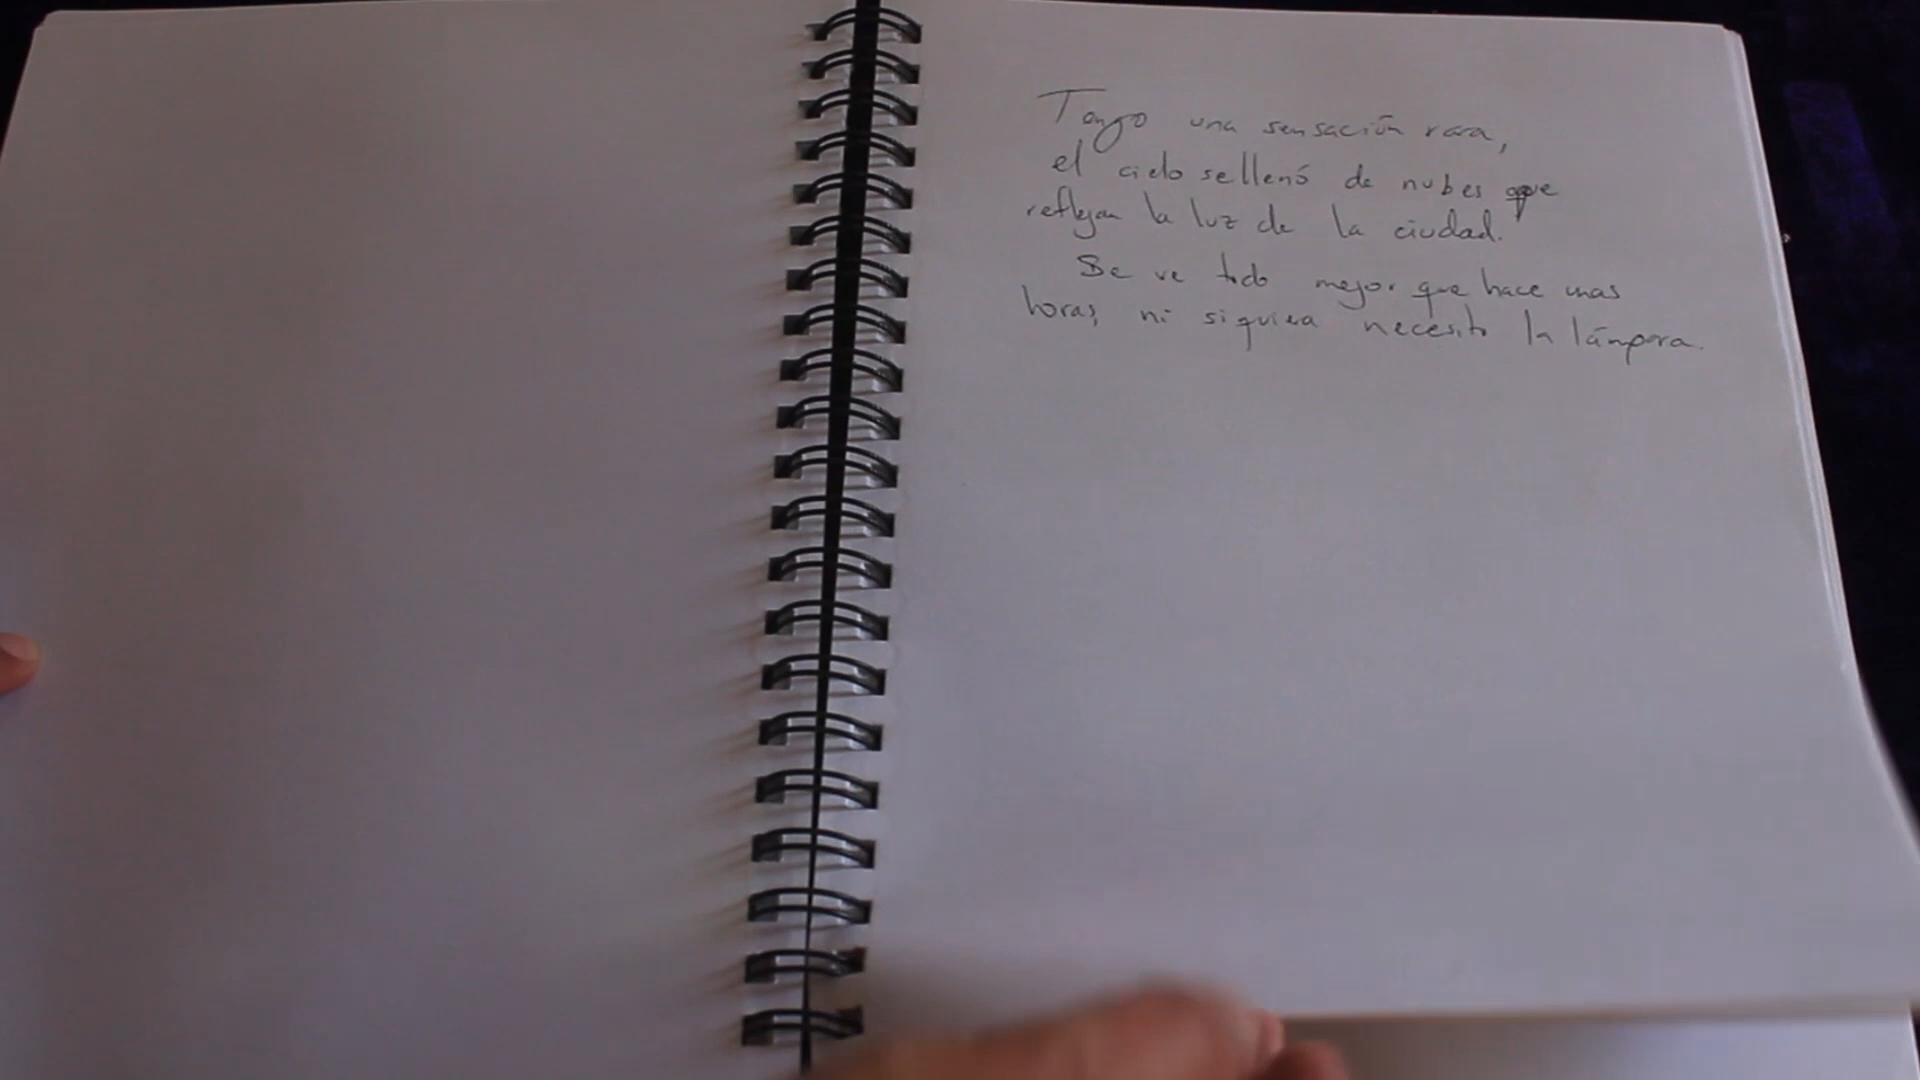 Tengo una sensación rara,
el cielo se llenó de nubes que
reflejan la luz de la ciudad.
Se ve todo mejor que hace unas
horas, ni siquiera necesito la lámpara.